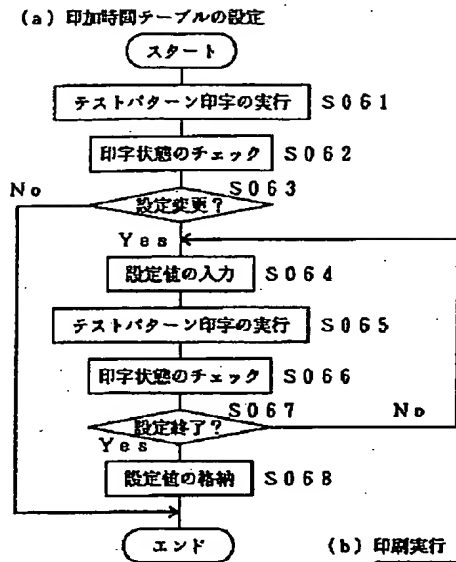 (a) 印加時間テーブルの設定
スタート
テストパターン印字の実行 S061
印字状態のチェック S062
No S063
設定変更?
Yes
設定値の入力 S064
テストパターン印字の実行 S065
印字状態のチェック S066
S067 No
設定終了?
Yes
設定値の格納 S068
エンド
(b) 印刷実行